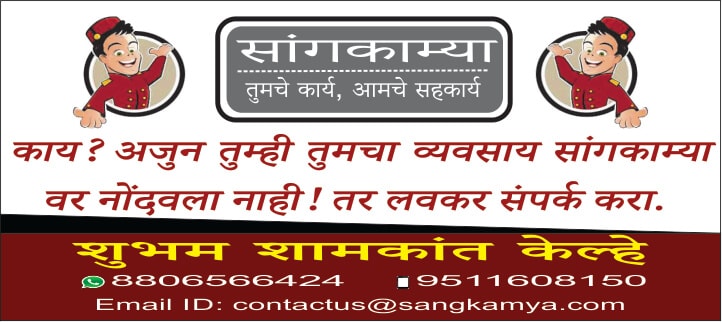 सांगकाम्या
तुमचे कार्य, आमचे सहकार्य
काय? अजुन तुम्ही तुमचा व्यवसाय सांगकाम्या
वर नोंदवला नाही! तर लवकर संपर्क करा.
शुभम शामकांत केल्हे
8806566424 9511608150
Email ID: contactus@sangkamya.com